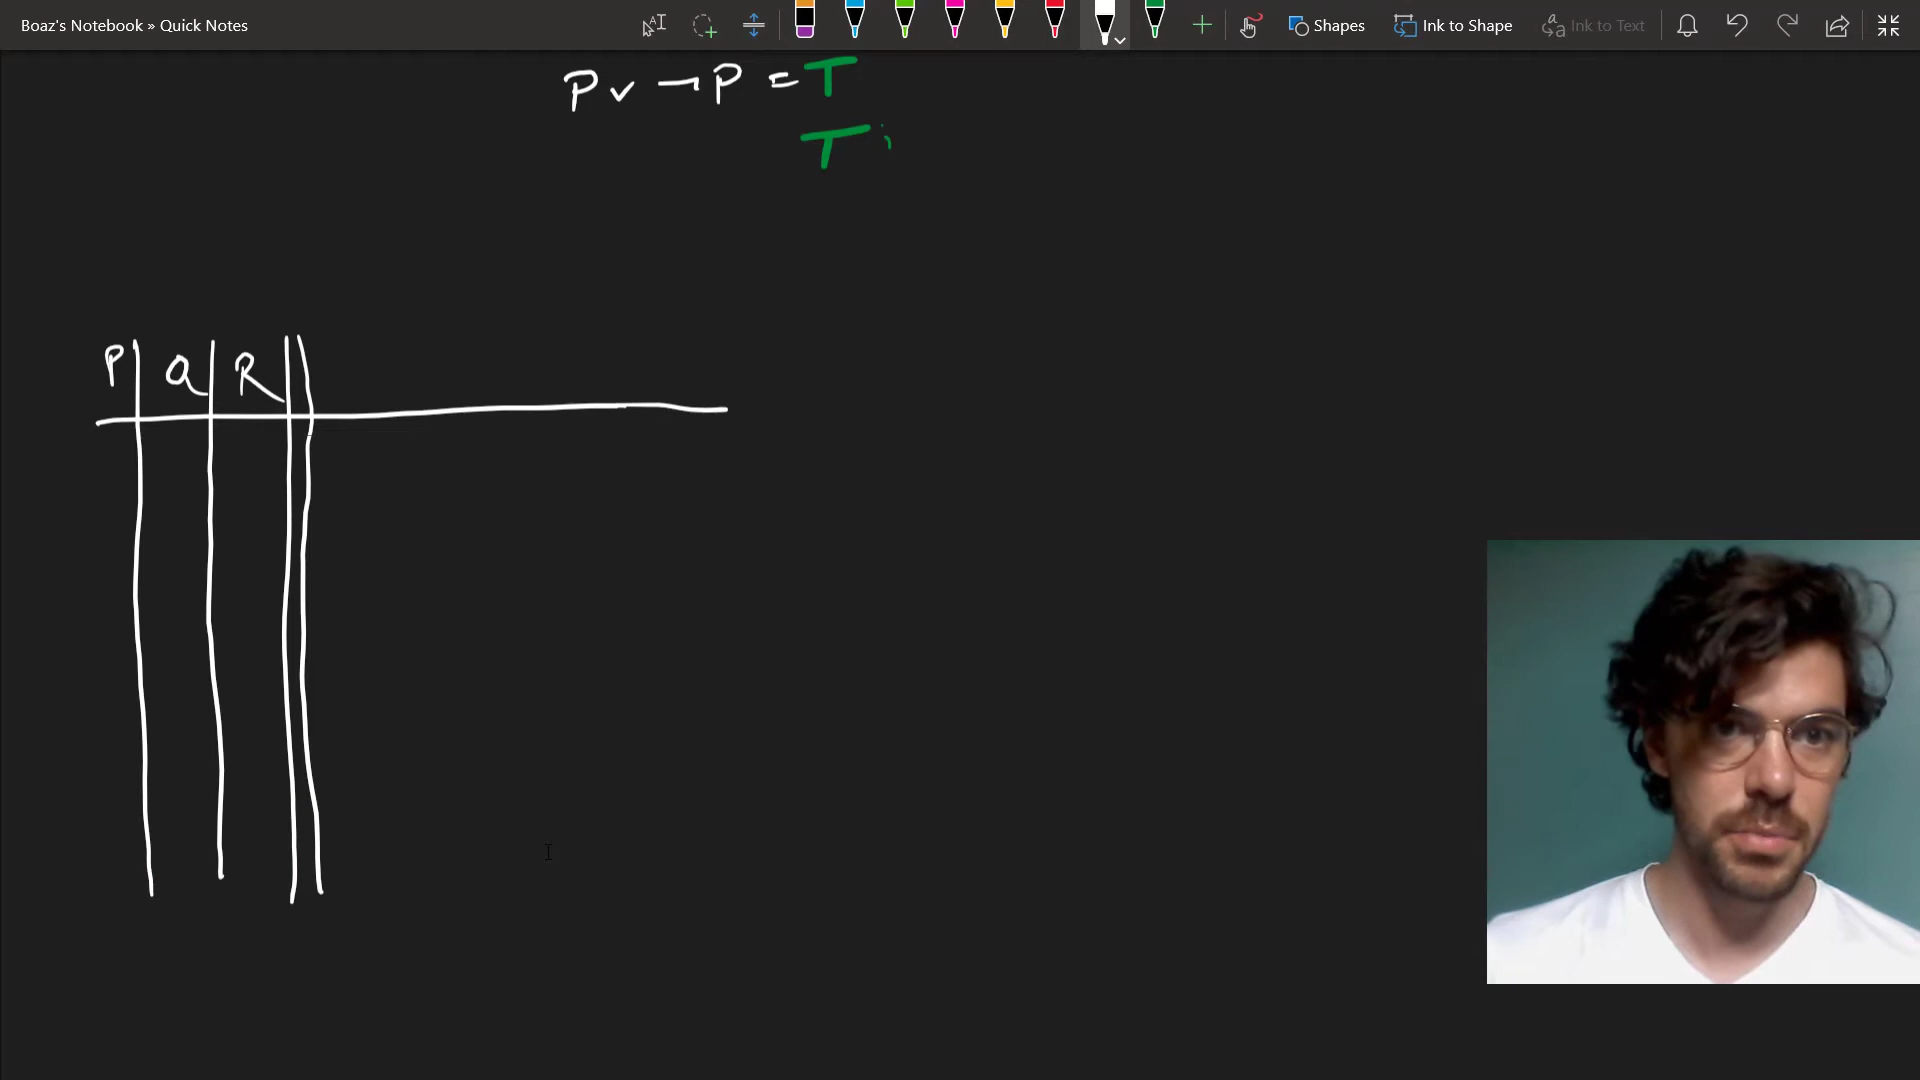 Boaz's Notebook » Quick Notes
Shapes
Ink to Shape
Ink to Text
P ∨ ¬P = T
T
P Q R